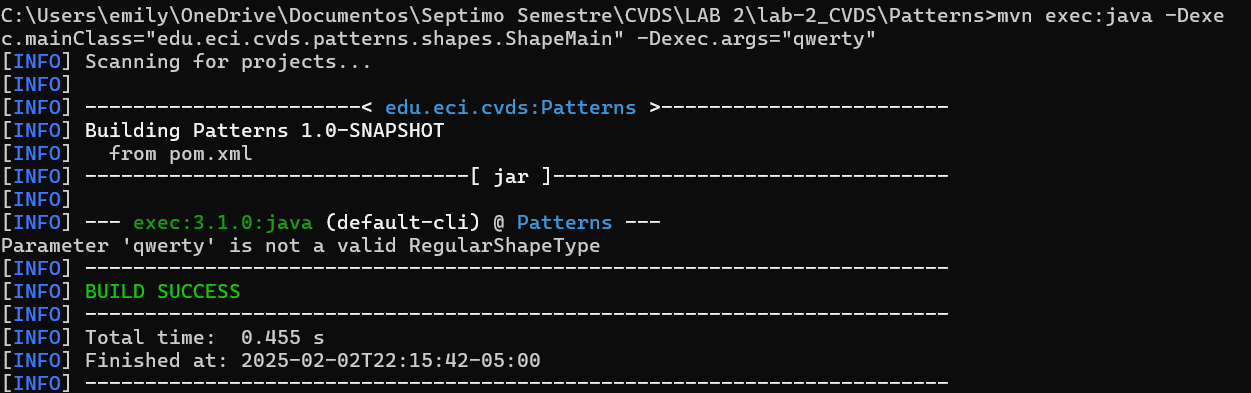 C:\Users\emily\OneDrive\Documentos\Septimo Semestre\CVDS\LAB 2\lab-2_CVDS\Patterns>mvn exec:java -Dexe
c.mainClass="edu.eci.cvds.patterns.shapes.ShapeMain" -Dexec.args="qwerty"
[INFO] Scanning for projects...
[INFO]
[INFO] -----------------------< edu.eci.cvds:Patterns >------------------------
[INFO] Building Patterns 1.0-SNAPSHOT
[INFO]   from pom.xml
[INFO] --------------------------------[ jar ]---------------------------------
[INFO]
[INFO] --- exec:3.1.0:java (default-cli) @ Patterns ---
Parameter 'qwerty' is not a valid RegularShapeType
[INFO] ------------------------------------------------------------------------
[INFO] BUILD SUCCESS
[INFO] ------------------------------------------------------------------------
[INFO] Total time:  0.455 s
[INFO] Finished at: 2025-02-02T22:15:42-05:00
[INFO] ------------------------------------------------------------------------